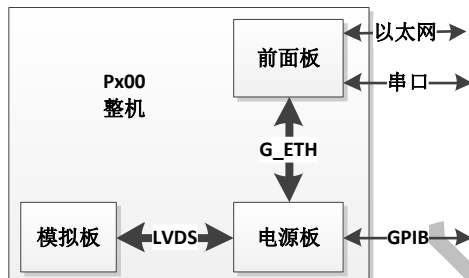 以太网
前面板
Px00
整机
串口
G_ETH
模拟板
LVDS
电源板
GPIB